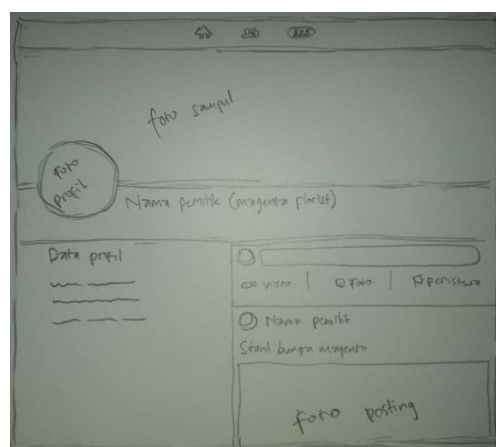 foto sampul
foto
profil
Nama pemilik (magenta florist)
Data profil
video | Foto | Peristiwa
Nama pemilik
Stand bunga magenta
foto posting